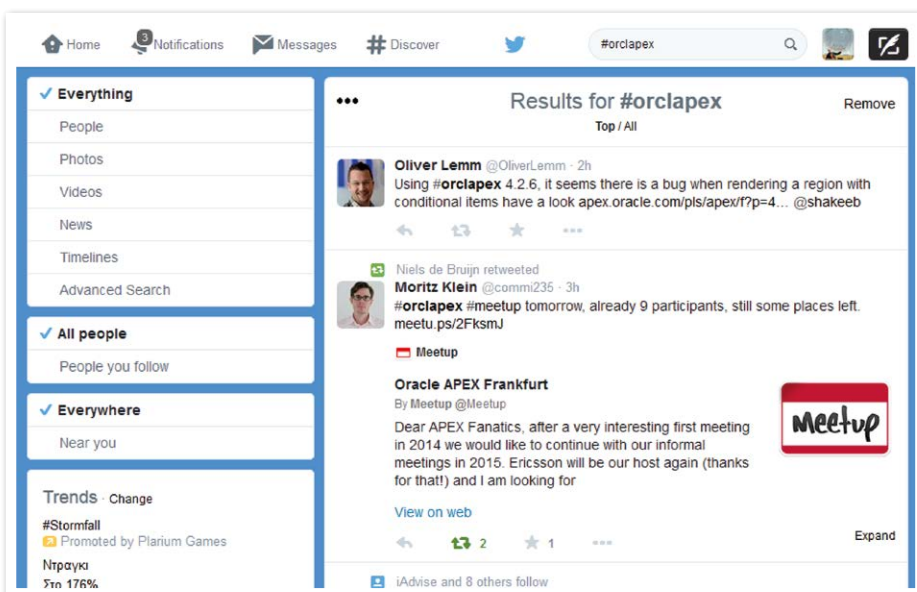 Home
3
Notifications
Messages
# Discover
#orclapex
Everything
People
Photos
Videos
News
Timelines
Advanced Search
All people
People you follow
Everywhere
Near you
Trends · Change
#Stormfall
Promoted by Plarium Games
Ντραγκι
Στο 176%
Results for #orclapex
Remove
Top / All
Oliver Lemm @OliverLemm · 2h
Using #orclapex 4.2.6, it seems there is a bug when rendering a region with
conditional items have a look apex.oracle.com/pls/apex/f?p=4... @shakeeb
Niels de Bruijn retweeted
Moritz Klein @commi235 · 3h
#orclapex #meetup tomorrow, already 9 participants, still some places left.
meetu.ps/2FksmJ
Meetup
Oracle APEX Frankfurt
By Meetup @Meetup
Dear APEX Fanatics, after a very interesting first meeting
in 2014 we would like to continue with our informal
meetings in 2015. Ericsson will be our host again (thanks
for that!) and I am looking for
Meetup
View on web
2
1
Expand
iAdvise and 8 others follow